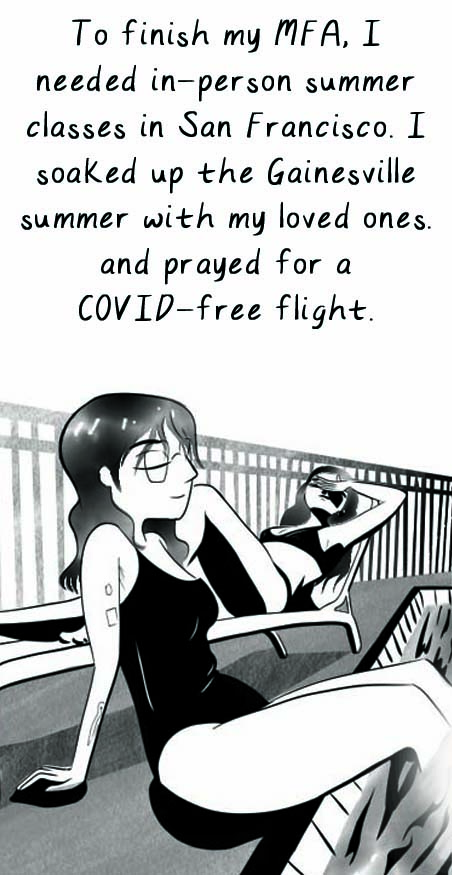 To finish my MFA, I
needed in-person summer
classes in San Francisco. I
soaked up the Gainesville
summer with my loved ones.
and prayed for a
COVID-free flight.